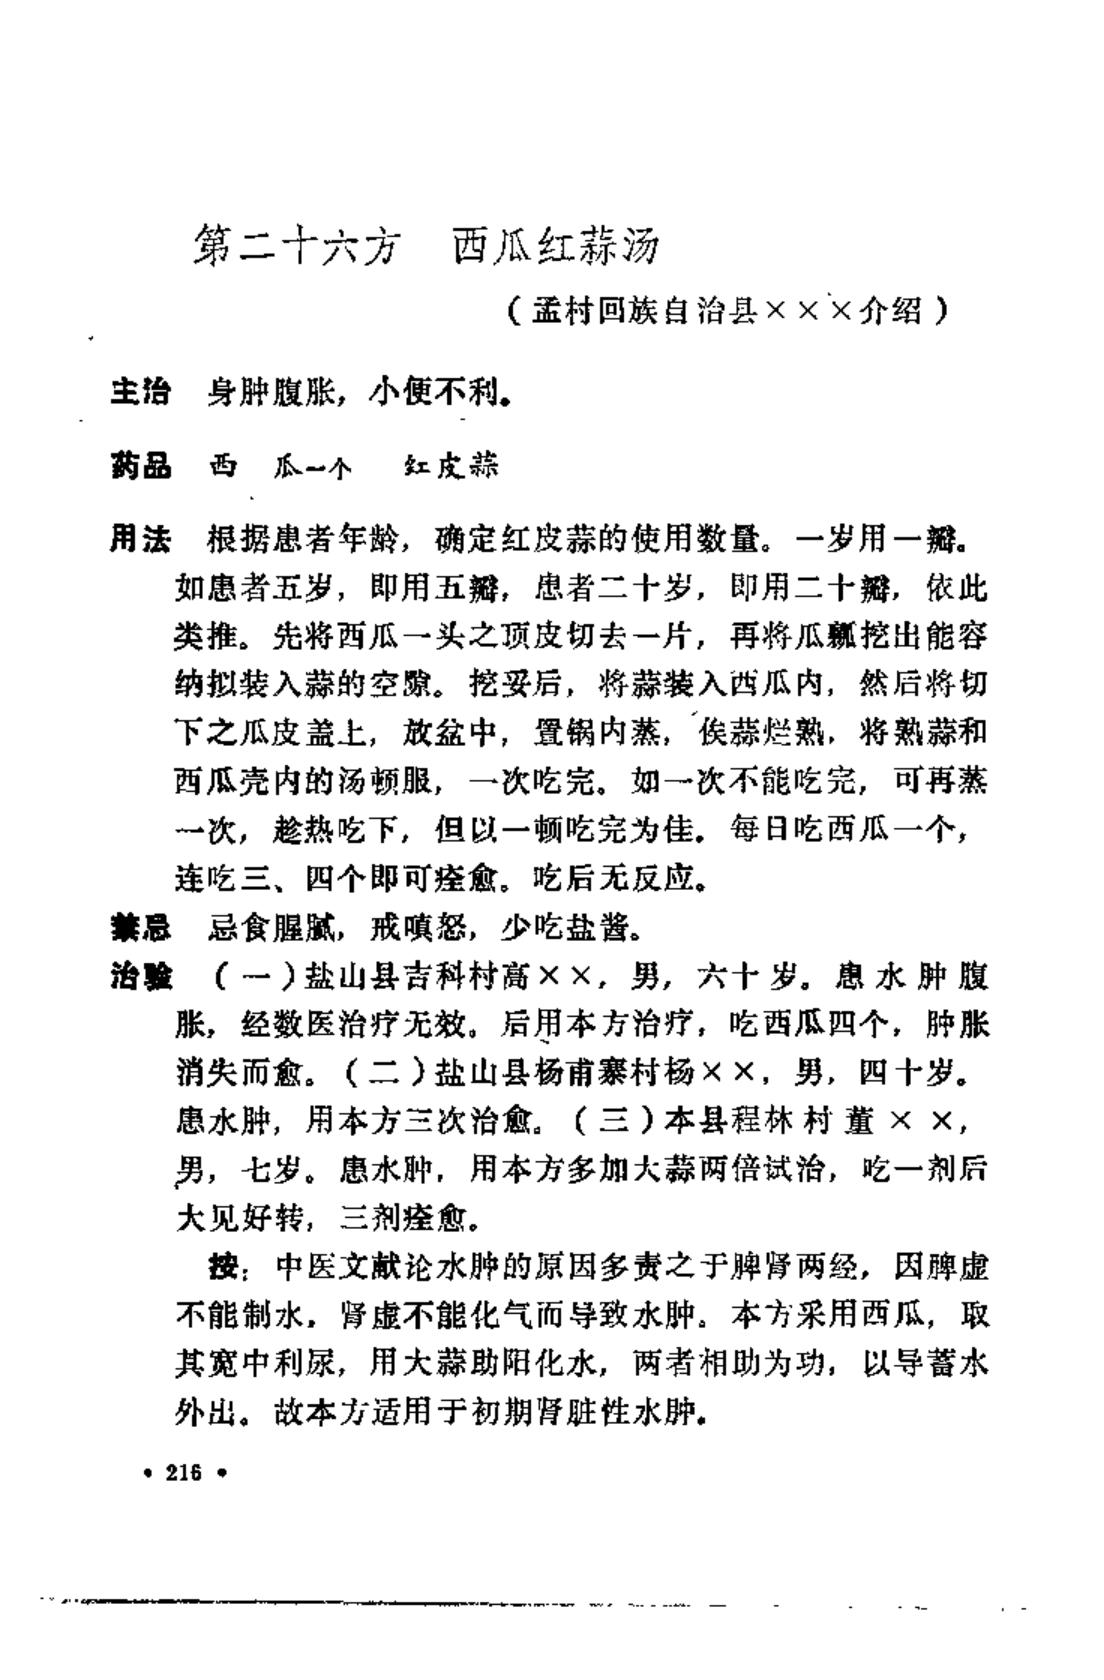 第二十六方　西瓜红蒜汤
（孟村回族自治县×××介绍）
主治　身肿腹胀，小便不利。
药品　西　瓜一个　红皮蒜
用法　根据患者年龄，确定红皮蒜的使用数量。一岁用一瓣。
如患者五岁，即用五瓣，患者二十岁，即用二十瓣，依此
类推。先将西瓜一头之顶皮切去一片，再将瓜瓤挖出能容
纳拟装入蒜的空隙。挖妥后，将蒜装入西瓜内，然后将切
下之瓜皮盖上，放盆中，置锅内蒸，俟蒜烂熟，将熟蒜和
西瓜壳内的汤顿服，一次吃完。如一次不能吃完，可再蒸
一次，趁热吃下，但以一顿吃完为佳。每日吃西瓜一个，
连吃三、四个即可痊愈。吃后无反应。
禁忌　忌食腥腻，戒嗔怒，少吃盐酱。
治验　（一）盐山县吉科村高××，男，六十岁。患水肿腹
胀，经数医治疗无效。后用本方治疗，吃西瓜四个，肿胀
消失而愈。（二）盐山县杨甫寨村杨××，男，四十岁。
患水肿，用本方三次治愈。（三）本县程林村董××，
男，七岁。患水肿，用本方多加大蒜两倍试治，吃一剂后
大见好转，三剂痊愈。
按：中医文献论水肿的原因多责之于脾肾两经，因脾虚
不能制水，肾虚不能化气而导致水肿。本方采用西瓜，取
其宽中利尿，用大蒜助阳化水，两者相助为功，以导蓄水
外出。故本方适用于初期肾脏性水肿。
• 216 •